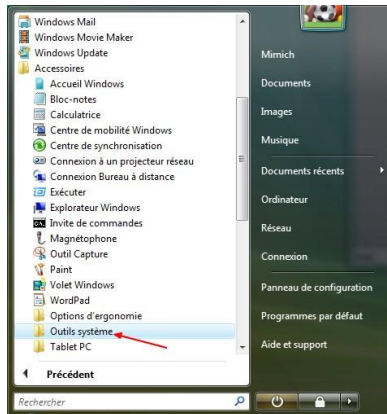 Windows Mail
Windows Movie Maker
Windows Update
Accessoires
Accueil Windows
Bloc-notes
Calculatrice
Centre de mobilité Windows
Centre de synchronisation
Connexion à un projecteur réseau
Connexion Bureau à distance
Exécuter
Explorateur Windows
Invite de commandes
Magnétophone
Outil Capture
Paint
Volet Windows
WordPad
Options d'ergonomie
Outils système
Tablet PC
Précédent
Rechercher
Mimich
Documents
Images
Musique
Documents récents
Ordinateur
Réseau
Connexion
Panneau de configuration
Programmes par défaut
Aide et support